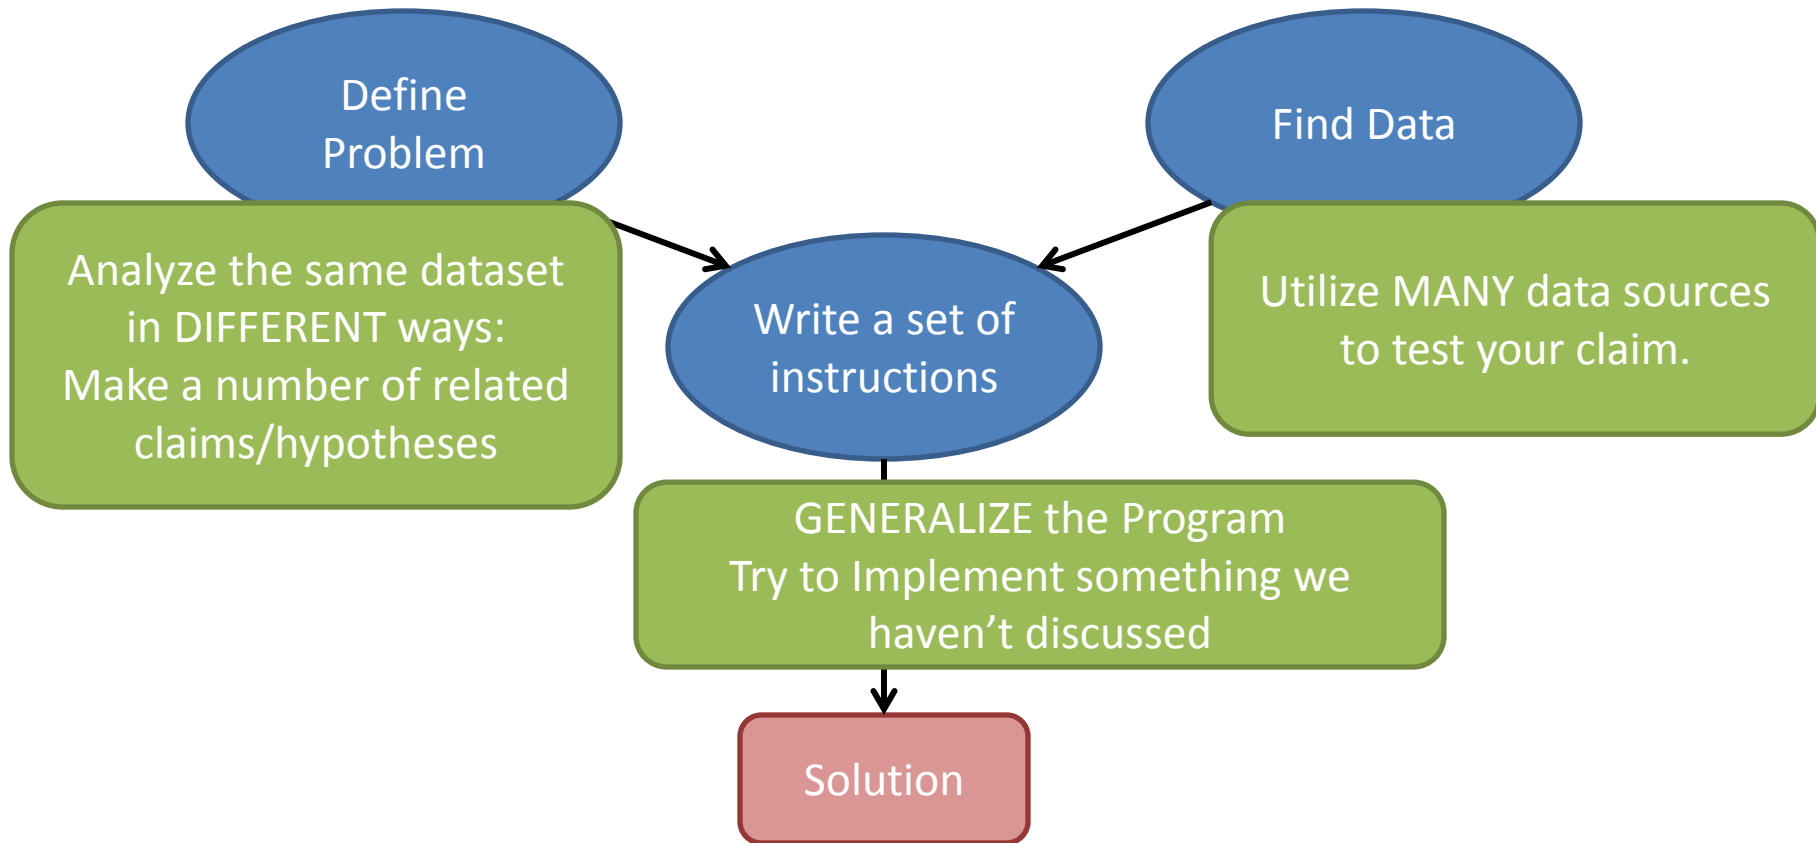 Define
Problem
Find Data
Analyze the same dataset
in DIFFERENT ways:
Make a number of related
claims/hypotheses
Utilize MANY data sources
to test your claim.
Write a set of
instructions
GENERALIZE the Program
Try to Implement something we
haven’t discussed
Solution